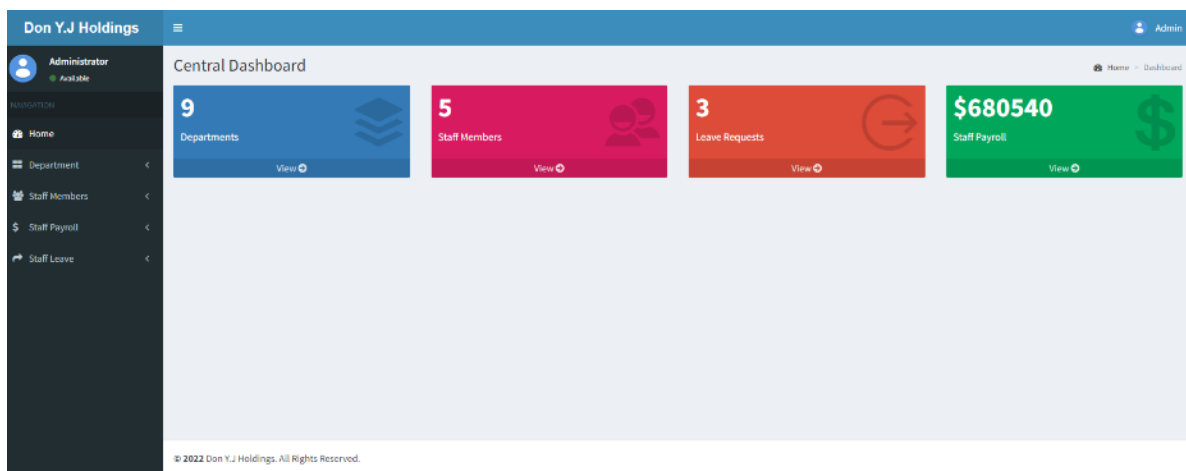 Don Y.J Holdings
Admin
Administrator
Available
NAVIGATION
Home
Department
Staff Members
Staff Payroll
Staff Leave
Central Dashboard
Home
Dashboard
9
Departments
View
5
Staff Members
View
3
Leave Requests
View
$680540
Staff Payroll
View
© 2022 Don Y.J Holdings. All Rights Reserved.